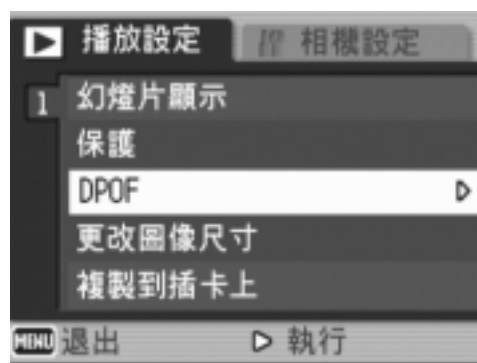 播放設定 相機設定
1 幻燈片顯示
保護
DPOF
更改圖像尺寸
複製到插卡上
MENU 退出 執行